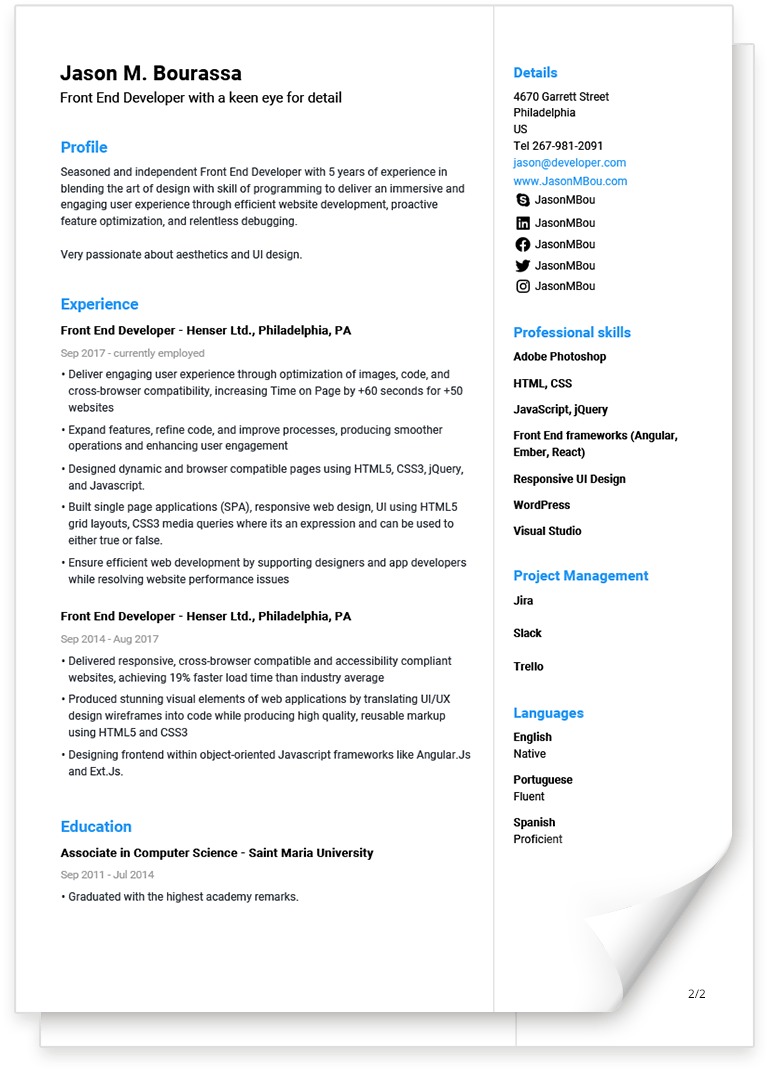 Jason M. Bourassa
Front End Developer with a keen eye for detail
Profile
Seasoned and independent Front End Developer with 5 years of experience in
blending the art of design with skill of programming to deliver an immersive and
engaging user experience through efficient website development, proactive
feature optimization, and relentless debugging.
Very passionate about aesthetics and UI design.
Experience
Front End Developer - Henser Ltd., Philadelphia, PA
Sep 2017 - currently employed
• Deliver engaging user experience through optimization of images, code, and
cross-browser compatibility, increasing Time on Page by +60 seconds for +50
websites
• Expand features, refine code, and improve processes, producing smoother
operations and enhancing user engagement
• Designed dynamic and browser compatible pages using HTML5, CSS3, jQuery,
and Javascript.
• Built single page applications (SPA), responsive web design, UI using HTML5
grid layouts, CSS3 media queries where its an expression and can be used to
either true or false.
• Ensure efficient web development by supporting designers and app developers
while resolving website performance issues
Front End Developer - Henser Ltd., Philadelphia, PA
Sep 2014 - Aug 2017
• Delivered responsive, cross-browser compatible and accessibility compliant
websites, achieving 19% faster load time than industry average
• Produced stunning visual elements of web applications by translating UI/UX
design wireframes into code while producing high quality, reusable markup
using HTML5 and CSS3
• Designing frontend within object-oriented Javascript frameworks like Angular.Js
and Ext.Js.
Education
Associate in Computer Science - Saint Maria University
Sep 2011 - Jul 2014
• Graduated with the highest academy remarks.
Details
4670 Garrett Street
Philadelphia
US
Tel 267-981-2091
jason@developer.com
www.JasonMBou.com
JasonMBou
JasonMBou
JasonMBou
JasonMBou
JasonMBou
Professional skills
Adobe Photoshop
HTML, CSS
JavaScript, jQuery
Front End frameworks (Angular,
Ember, React)
Responsive UI Design
WordPress
Visual Studio
Project Management
Jira
Slack
Trello
Languages
English
Native
Portuguese
Fluent
Spanish
Proficient
2/2